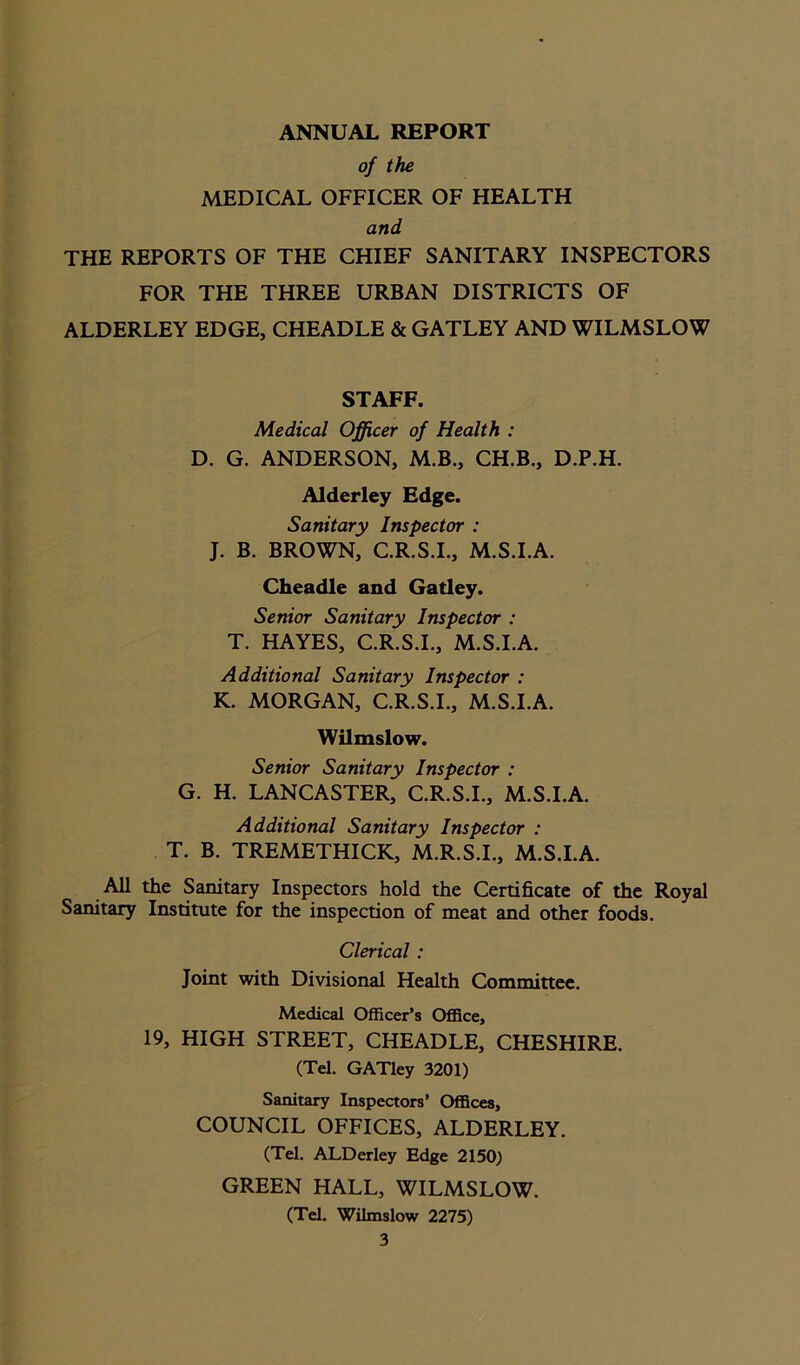 ANNUAL REPORT
of the
MEDICAL OFFICER OF HEALTH
and
THE REPORTS OF THE CHIEF SANITARY INSPECTORS
FOR THE THREE URBAN DISTRICTS OF
ALDERLEY EDGE, CHEADLE & GATLEY AND WILMSLOW
STAFF.
Medical Officer of Health :
D. G. ANDERSON, M.B., CH.B., D.P.H.
Alderley Edge.
Sanitary Inspector :
J. B. BROWN, C.R.S.I., M.S.I.A.
Cheadle and Gatley.
Senior Sanitary Inspector :
T. HAYES, C.R.S.I., M.S.I.A.
Additional Sanitary Inspector :
K. MORGAN, C.R.S.I., M.S.I.A.
Wilmslow.
Senior Sanitary Inspector :
G. H. LANCASTER, C.R.S.I., M.S.I.A.
Additional Sanitary Inspector :
T. B. TREMETHICK, M.R.S.I., M.S.I.A.
All the Sanitary Inspectors hold the Certificate of the Royal
Sanitary Institute for the inspection of meat and other foods.
Clerical :
Joint with Divisional Health Committee.
Medical Officer's Office,
19, HIGH STREET, CHEADLE, CHESHIRE.
(Tel. GATley 3201)
Sanitary Inspectors' Offices,
COUNCIL OFFICES, ALDERLEY.
(Tel. ALDerley Edge 2150)
GREEN HALL, WILMSLOW.
(Tel. Wilmslow 2275)
3